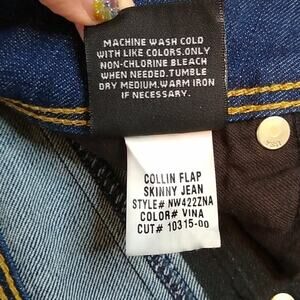 MACHINE WASH COLD
WITH LIKE COLORS.ONLY
NON-CHLORINE BLEACH
WHEN NEEDED.TUMBLE
DRY MEDIUM.WARM IRON
IF NECESSARY.
COLLIN FLAP
SKINNY JEAN
STYLE# NW422ZNA
COLOR# VINA
CUT# 10315-00